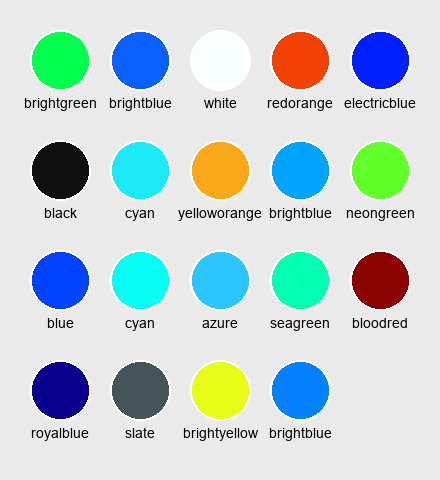 brightgreen brightblue white redorange electricblue
black cyan yelloworange brightblue neongreen
blue cyan azure seagreen bloodred
royalblue slate brightyellow brightblue